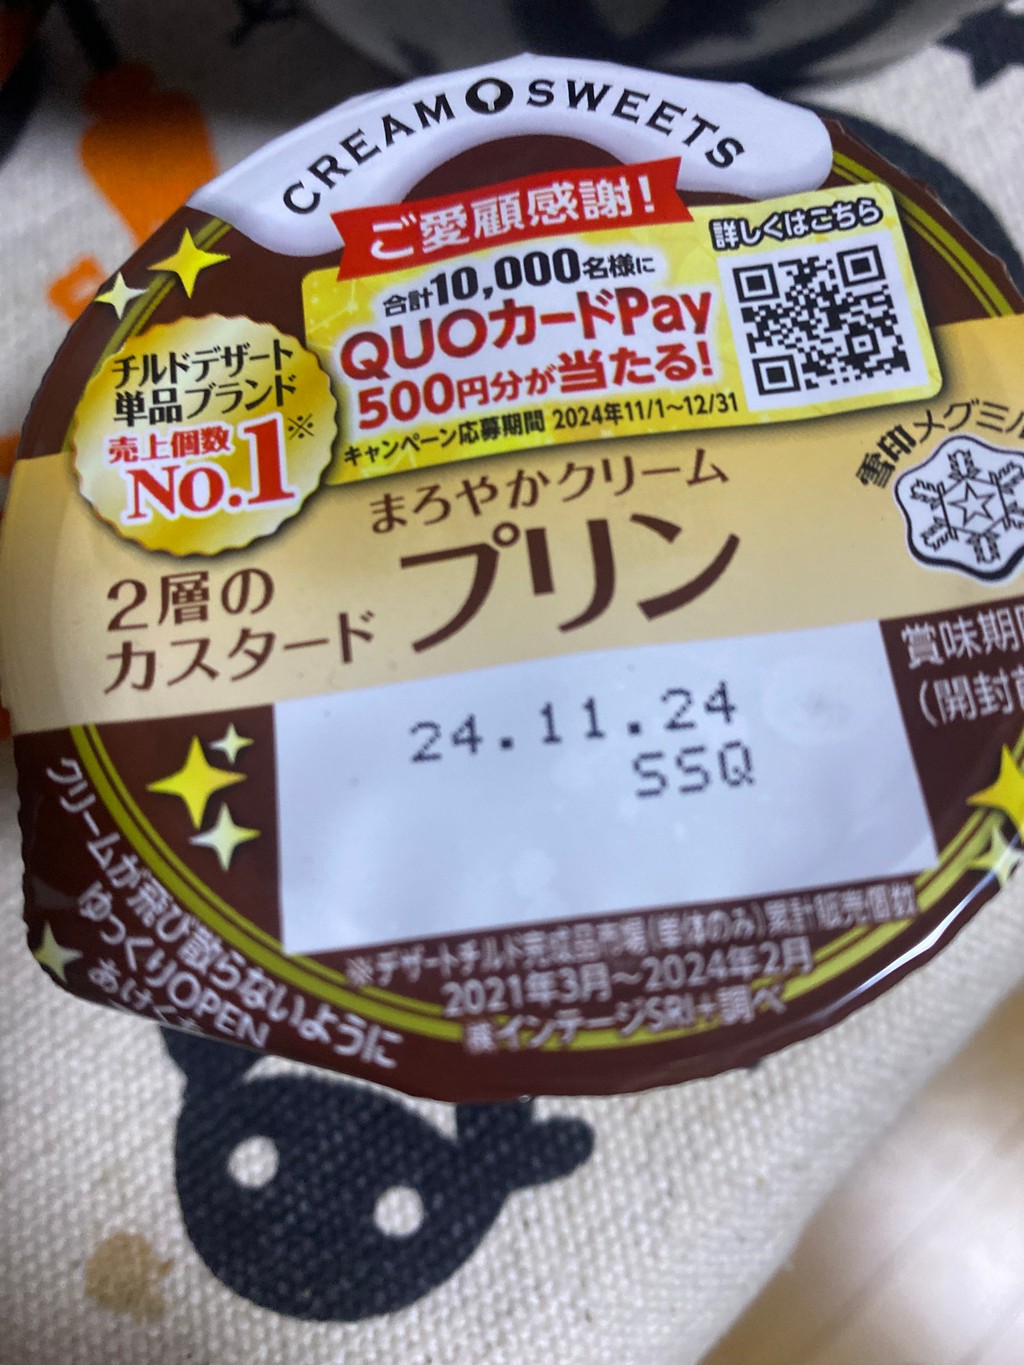 CREAM SWEETS
ご愛顧感謝!
合計10,000名様に
QUOカードPay
500円分が当たる!
キャンペーン応募期間 2024年11/1〜12/31
詳しくはこちら
チルドデザート
単品ブランド
売上個数※
No.1
雪印メグミル
まろやかクリーム
プリン
2層の
カスタード
賞味期
(開封
24.11.24
SSQ
クリームが飛び散らないように
ゆっくりOPEN
※デザートチルド完成品市場(単体のみ)累計販売個数
2021年3月〜2024年2月
インテージSRI+調べ